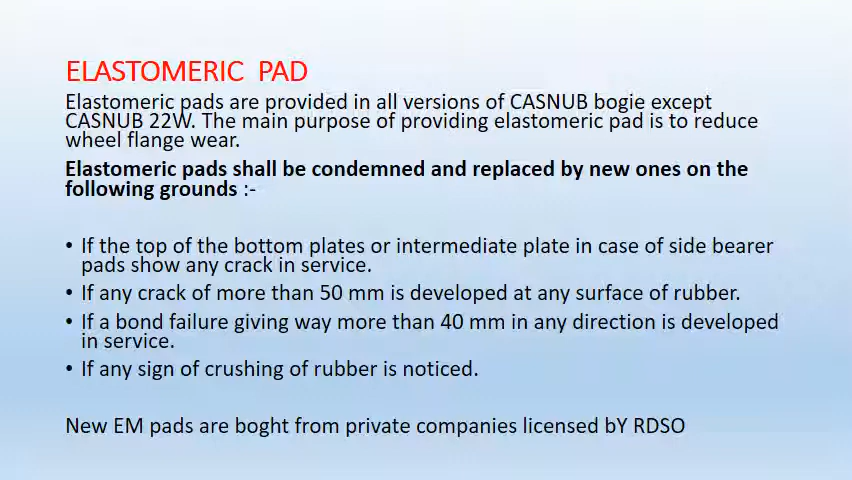 ELASTOMERIC PAD
Elastomeric pads are provided in all versions of CASNUB bogie except
CASNUB 22W. The main purpose of providing elastomeric pad is to reduce
wheel flange wear.
Elastomeric pads shall be condemned and replaced by new ones on the
following grounds :-
• If the top of the bottom plates or intermediate plate in case of side bearer
pads show any crack in service.
• If any crack of more than 50 mm is developed at any surface of rubber.
• If a bond failure giving way more than 40 mm in any direction is developed
in service.
• If any sign of crushing of rubber is noticed.
New EM pads are boght from private companies licensed bY RDSO